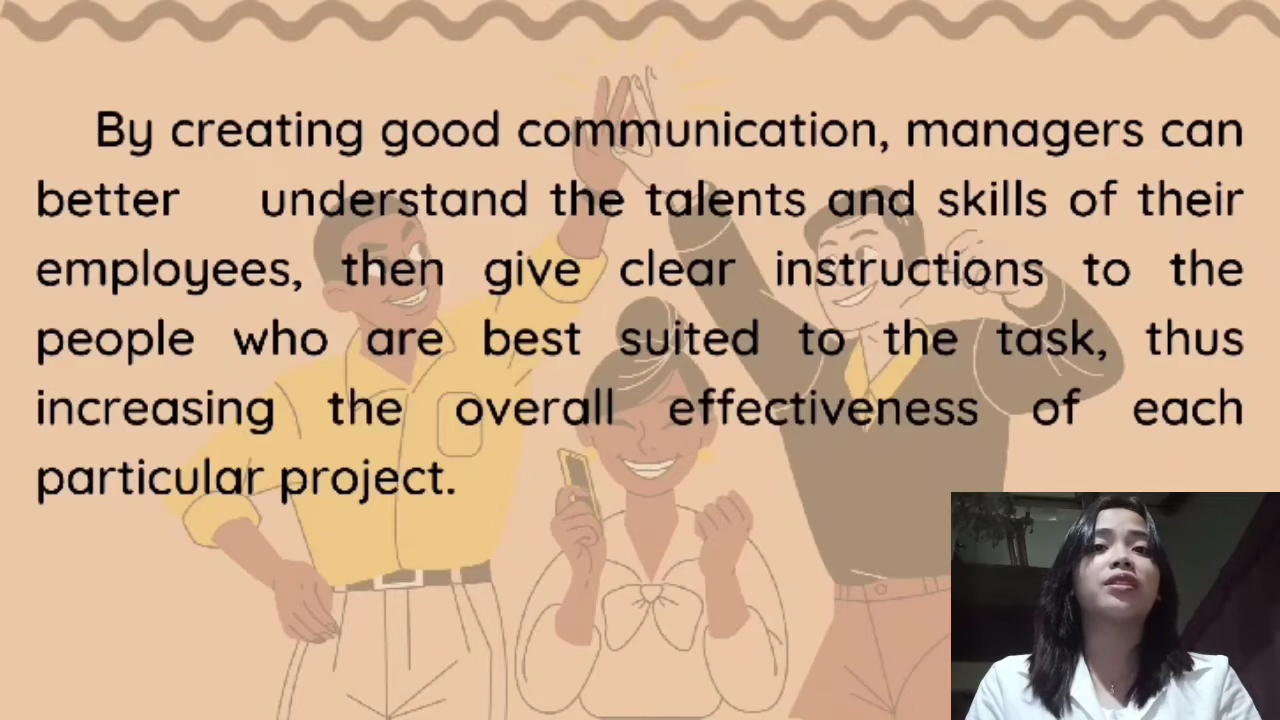 By creating good communication, managers can
better understand the talents and skills of their
employees, then give clear instructions to the
people who are best suited to the task, thus
increasing the overall effectiveness of each
particular project.